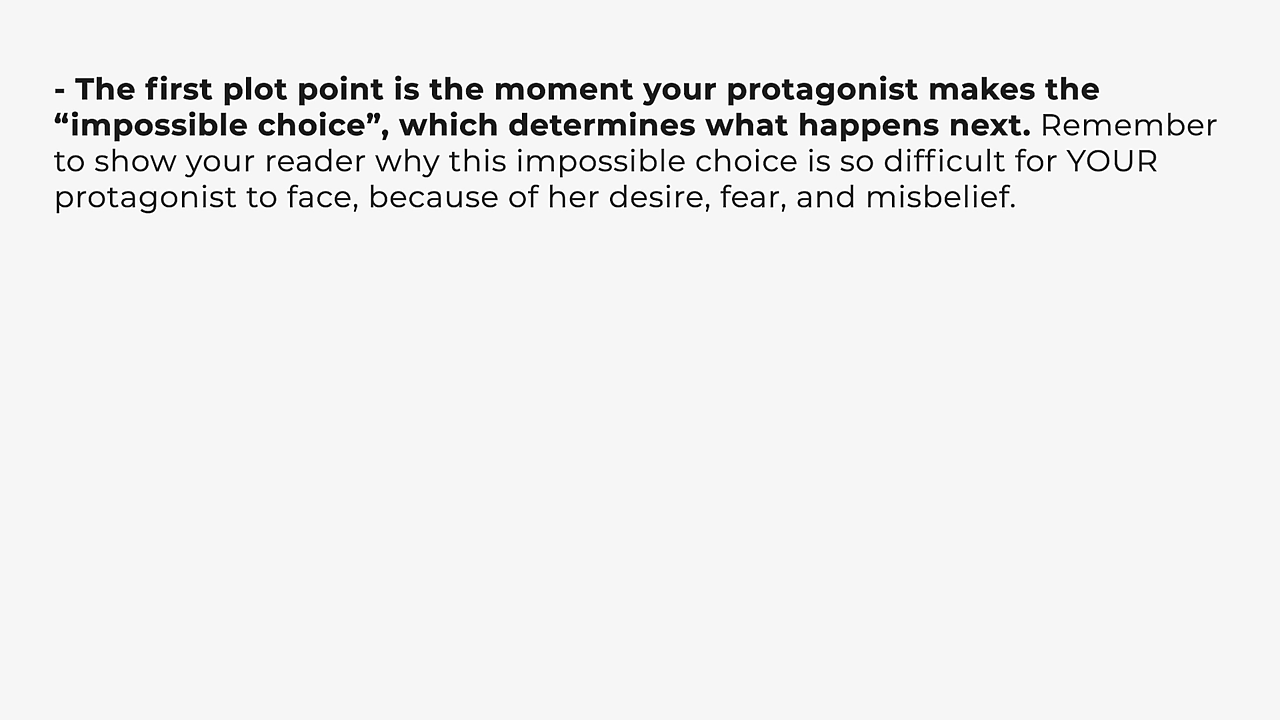 - The first plot point is the moment your protagonist makes the
“impossible choice”, which determines what happens next. Remember
to show your reader why this impossible choice is so difficult for YOUR
protagonist to face, because of her desire, fear, and misbelief.